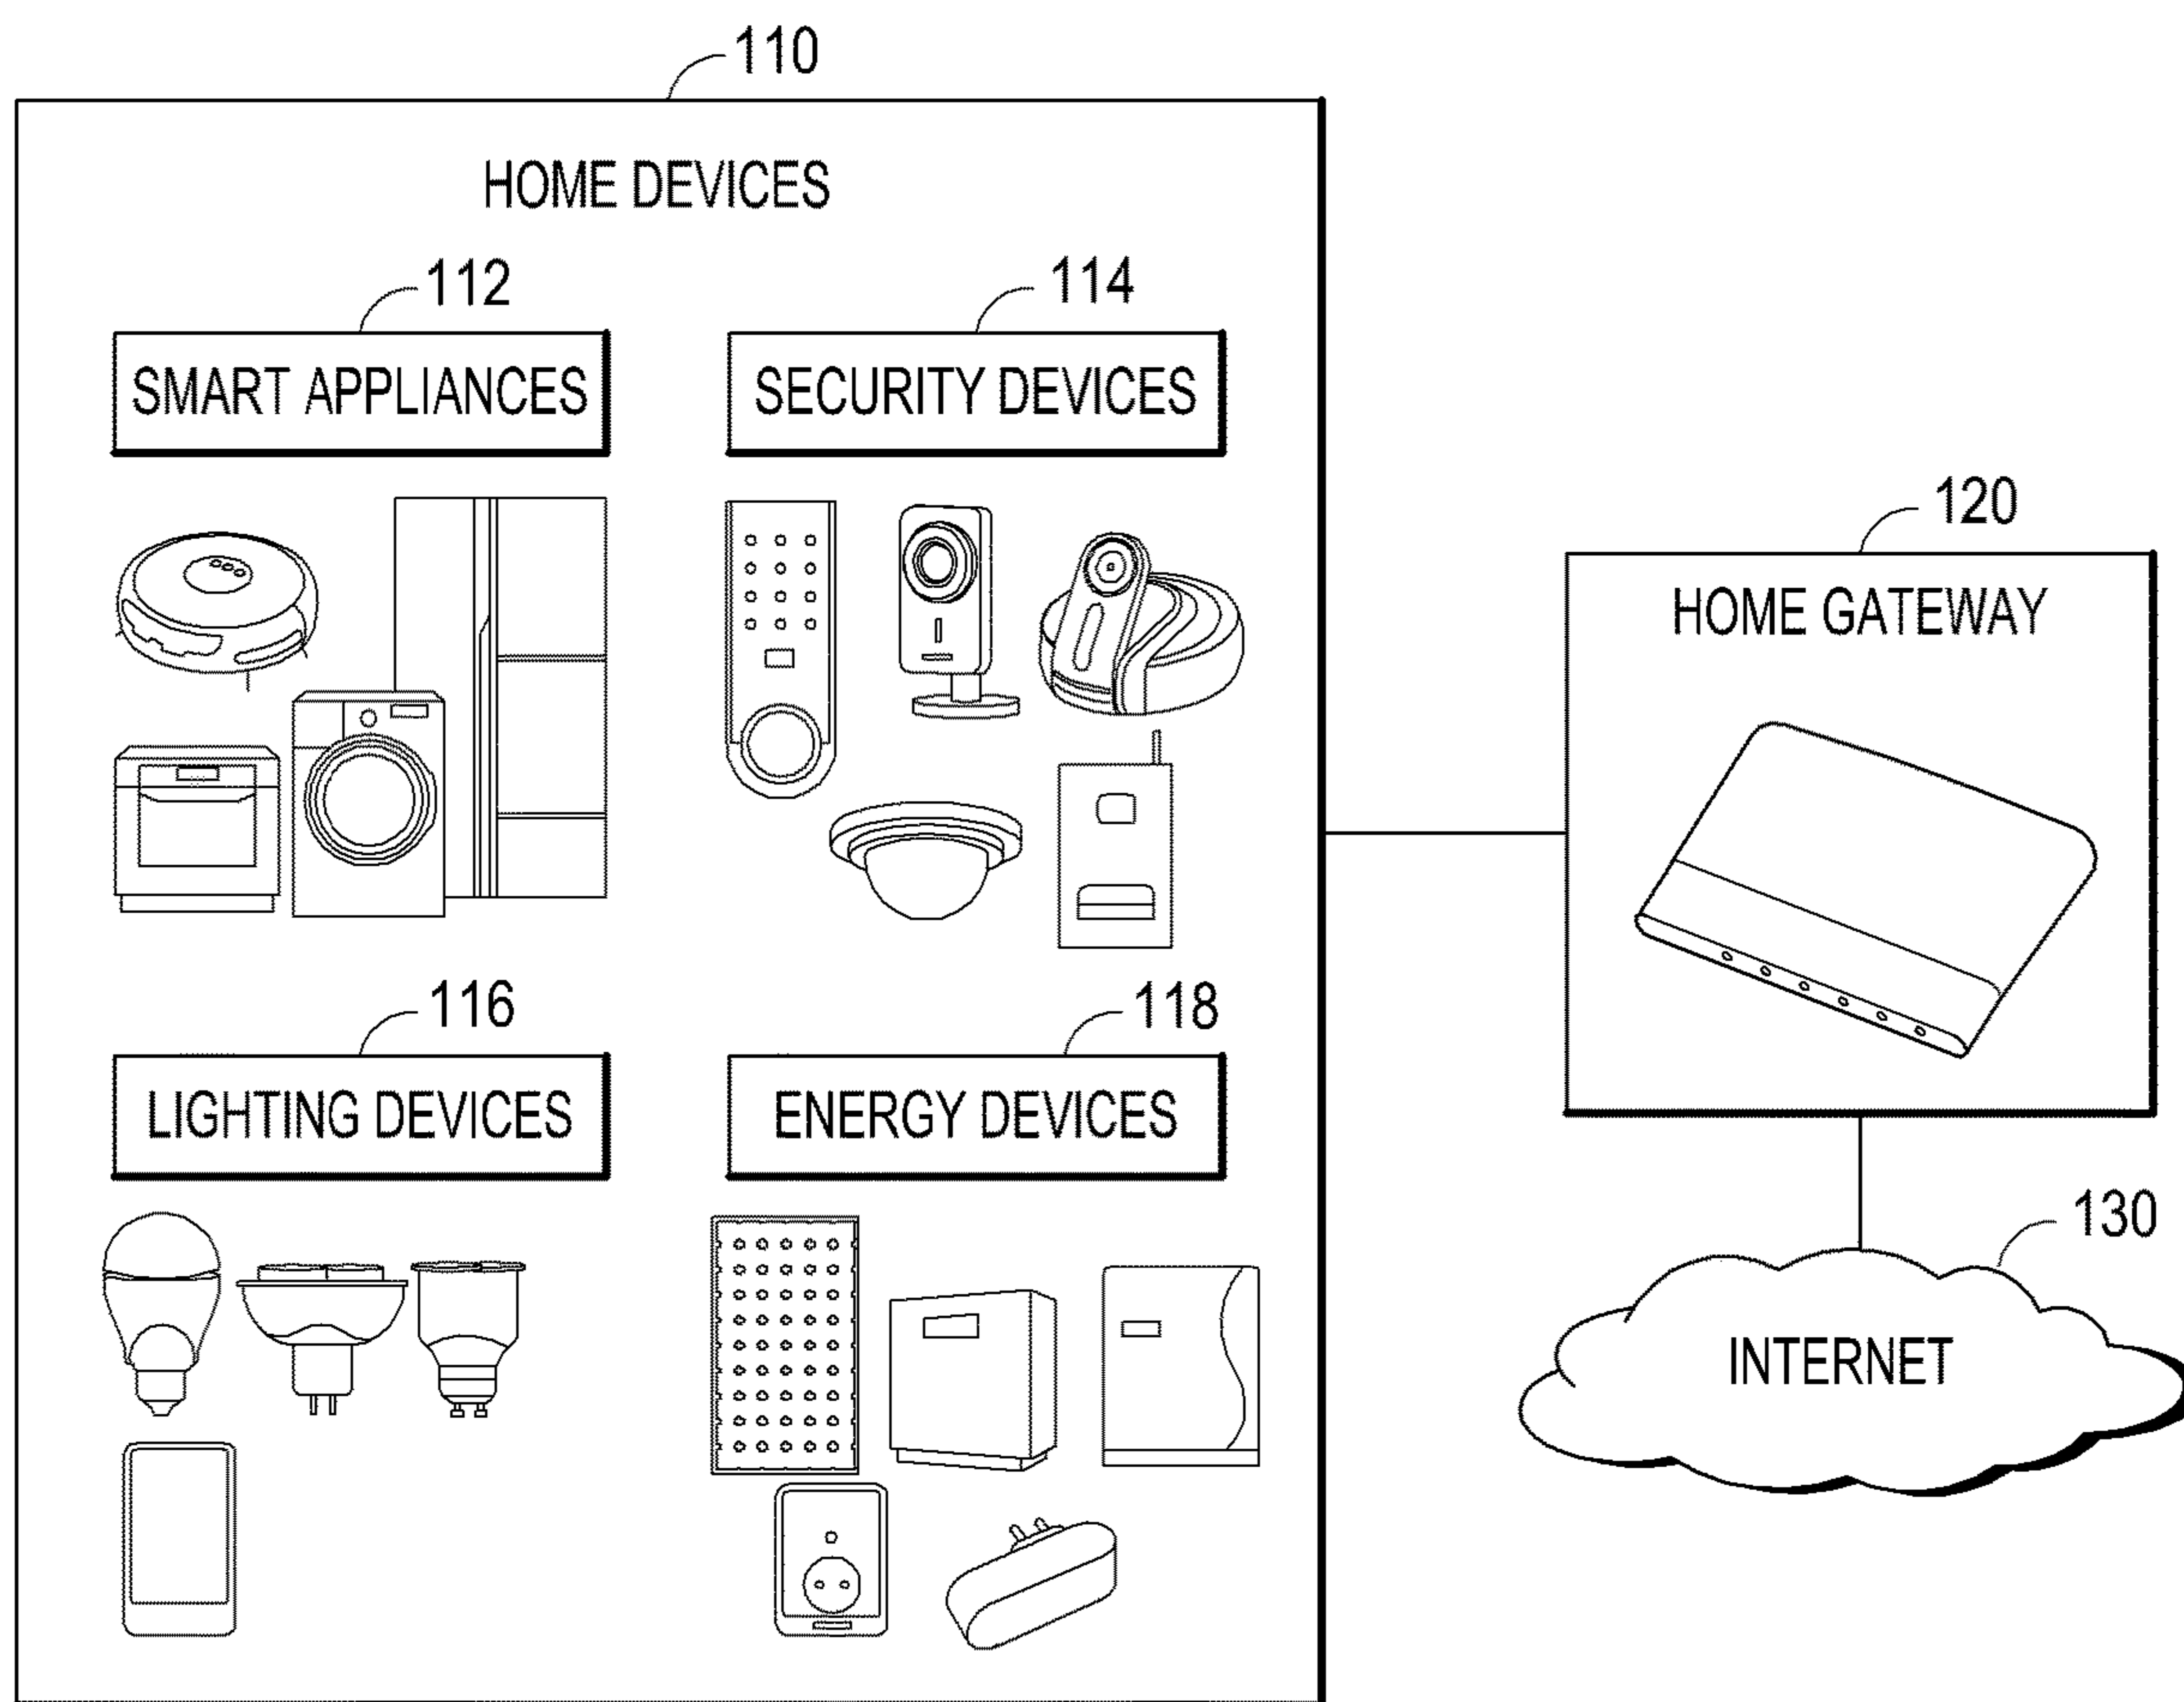 110
HOME DEVICES
112
114
SMART APPLIANCES
SECURITY DEVICES
120
HOME GATEWAY
116
118
LIGHTING DEVICES
ENERGY DEVICES
130
INTERNET